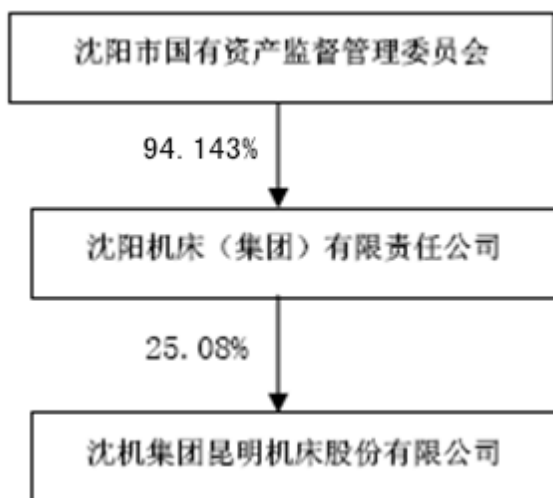 沈阳市国有资产监督管理委员会
94.143%
沈阳机床（集团）有限责任公司
25.08%
沈机集团昆明机床股份有限公司